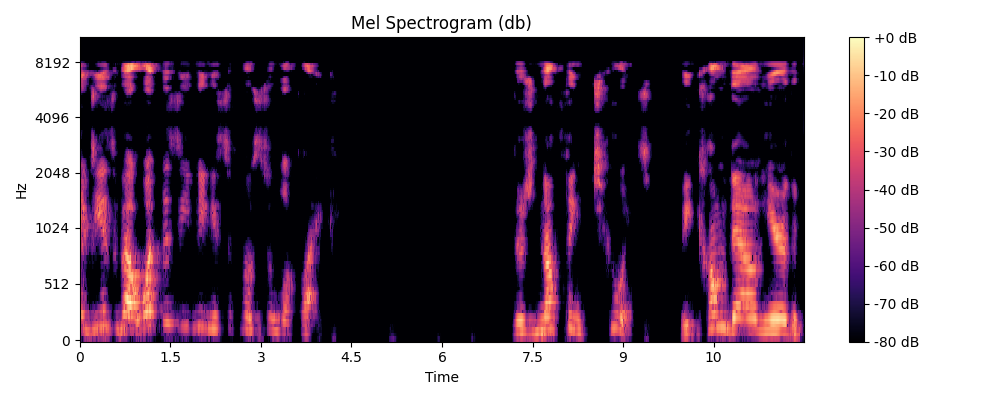 Mel Spectrogram (db)
8192
4096
2048
1024
512
0
Hz
0 1.5 3 4.5 6 7.5 9 10
Time
+0 dB
-10 dB
-20 dB
-30 dB
-40 dB
-50 dB
-60 dB
-70 dB
-80 dB